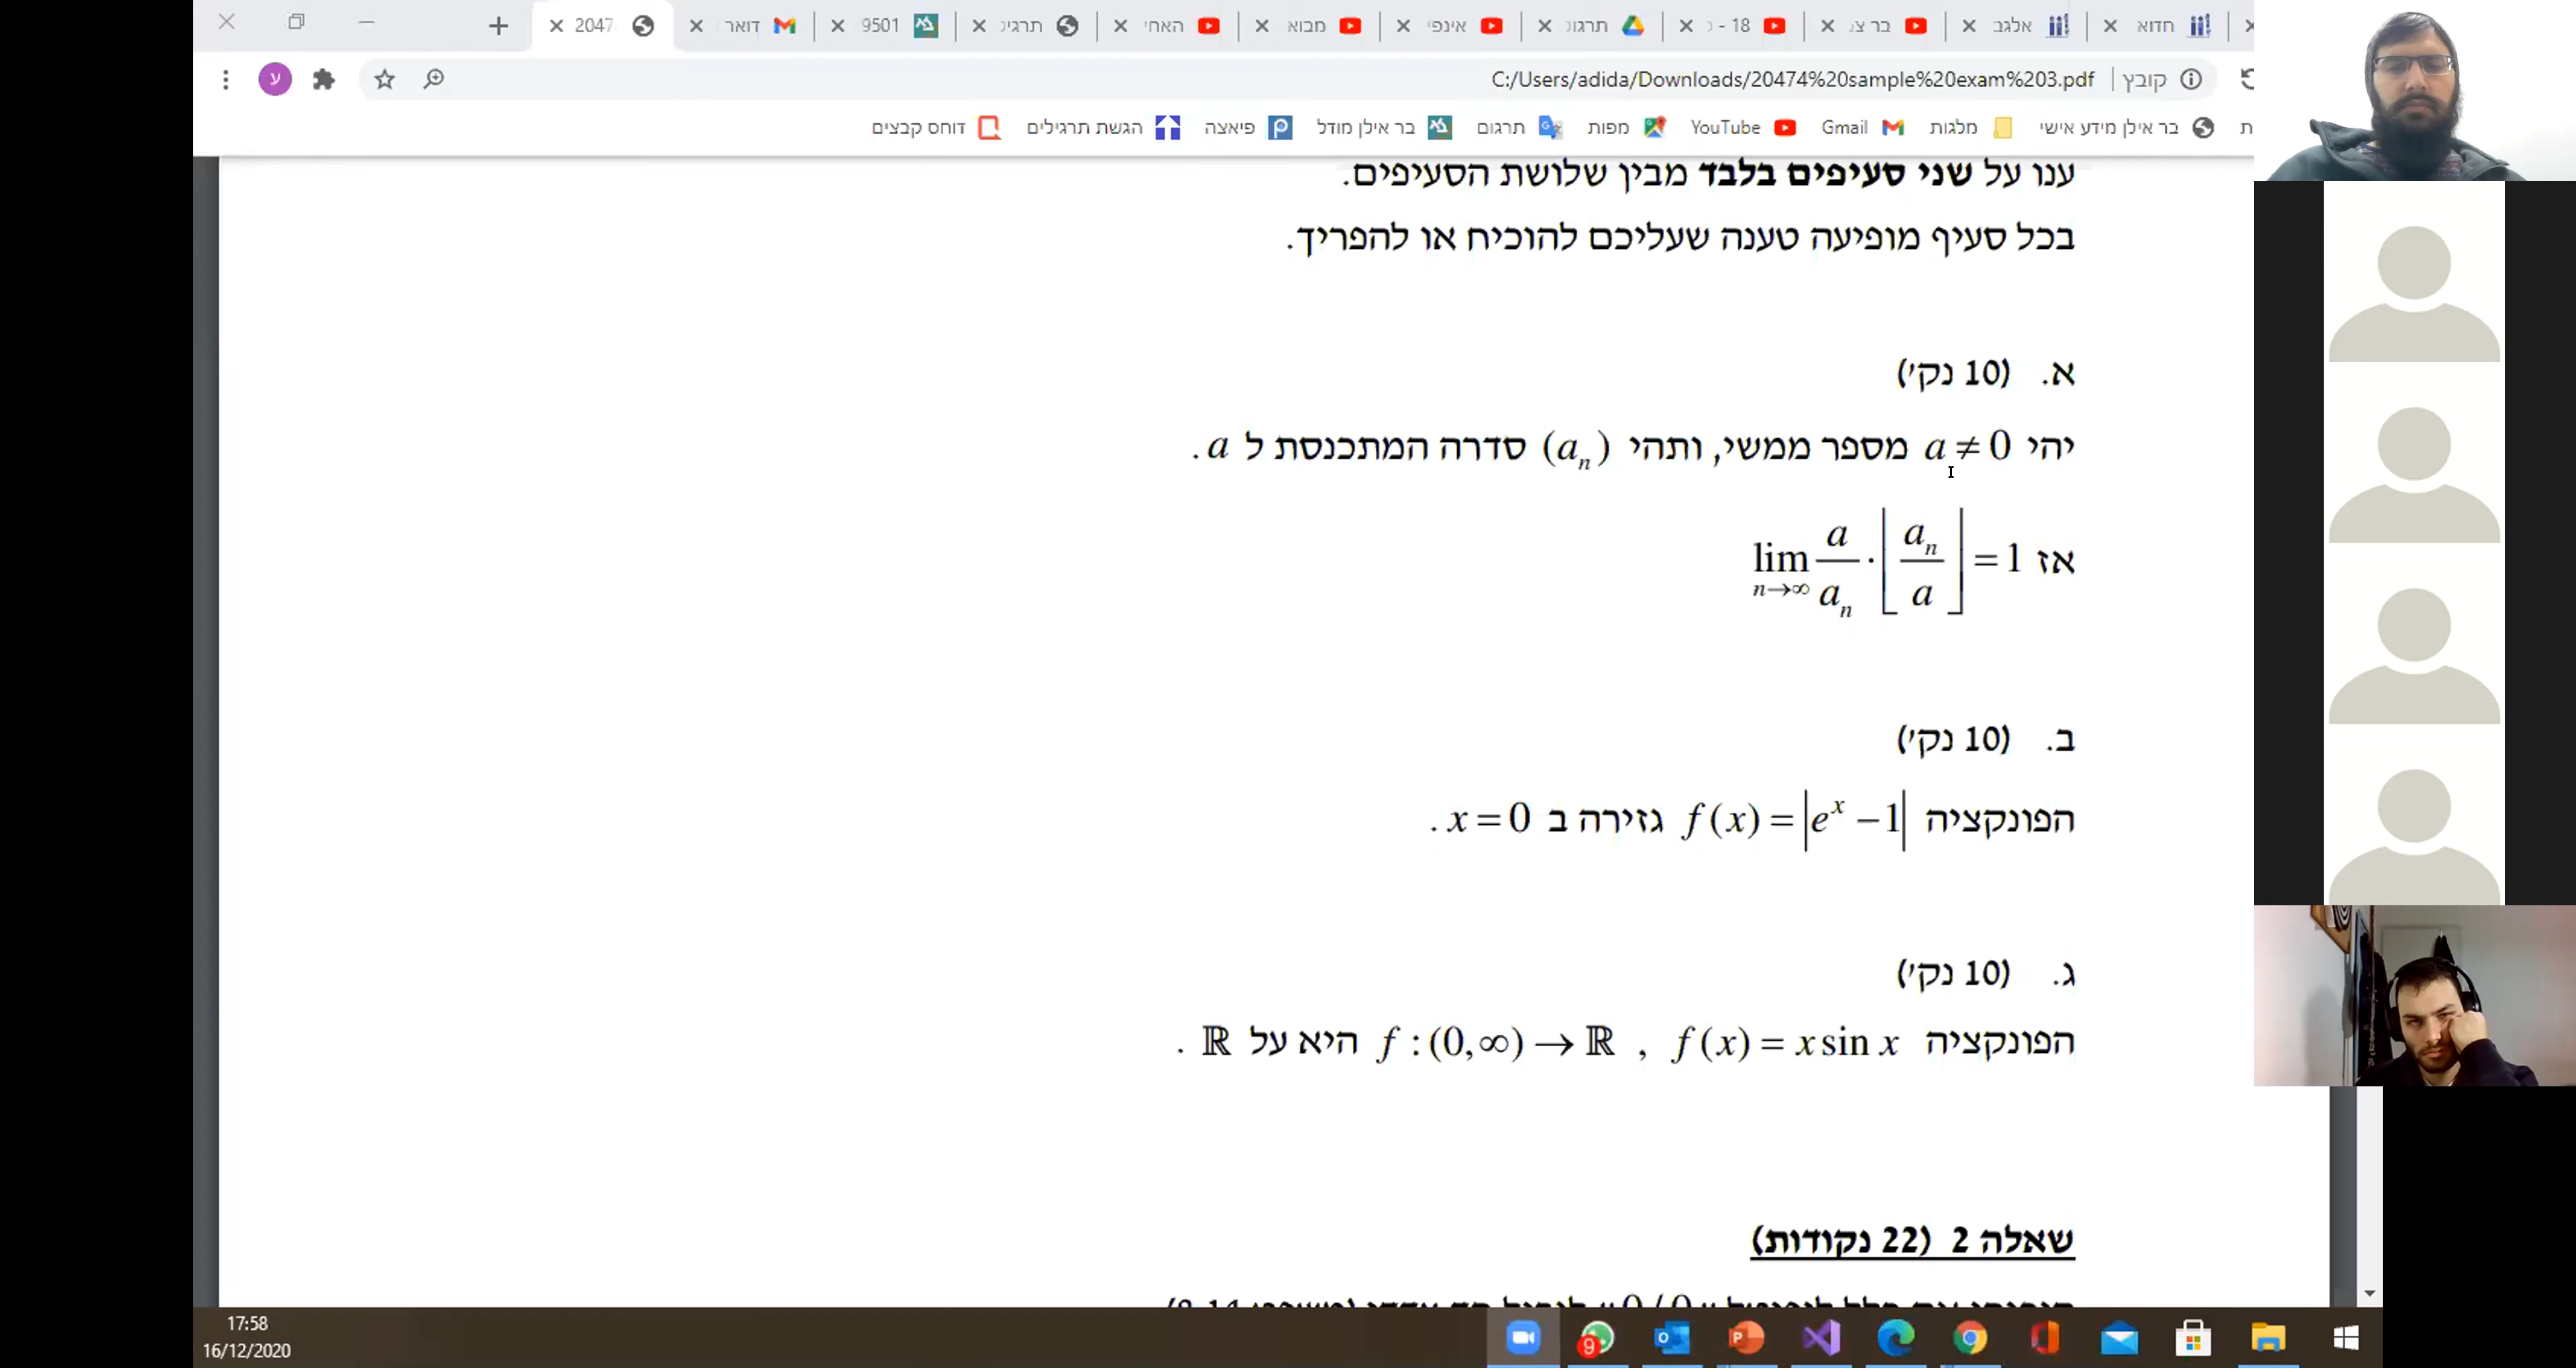 2047 דואר 9501 תרגיכ האחי מבוא אינפי תרגונ 18 - בר צ אלגב חדוא
קובץ C:/Users/adida/Downloads/20474%20sample%20exam%203.pdf
ע
ת בר אילן מידע אישי מלגות Gmail YouTube מפות תרגום בר אילן מודל פיאצה הגשת תרגילים דוחס קבצים
ענו על שני סעיפים בלבד מבין שלושת הסעיפים.
בכל סעיף מופיעה טענה שעליכם להוכיח או להפריך.
א. (10 נק')
יהי a ≠ 0 מספר ממשי, ותהי (a_n) סדרה המתכנסת ל a .
אז lim_{n→∞} a/a_n · ⌊a_n/a⌋ = 1
ב. (10 נק')
הפונקציה f(x) = |e^x − 1| גזירה ב x = 0 .
ג. (10 נק')
הפונקציה f(x) = x sin x , f : (0,∞) → ℝ היא על ℝ .
שאלה 2 (22 נקודות)
17:58
16/12/2020
9